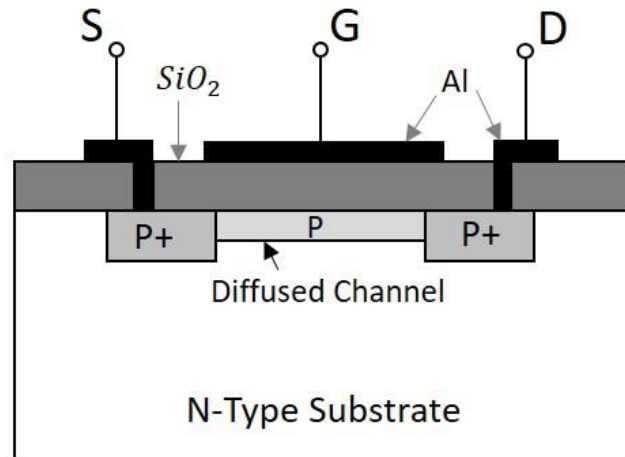 S
G
D
SiO₂
Al
P+
P
P+
Diffused Channel
N-Type Substrate